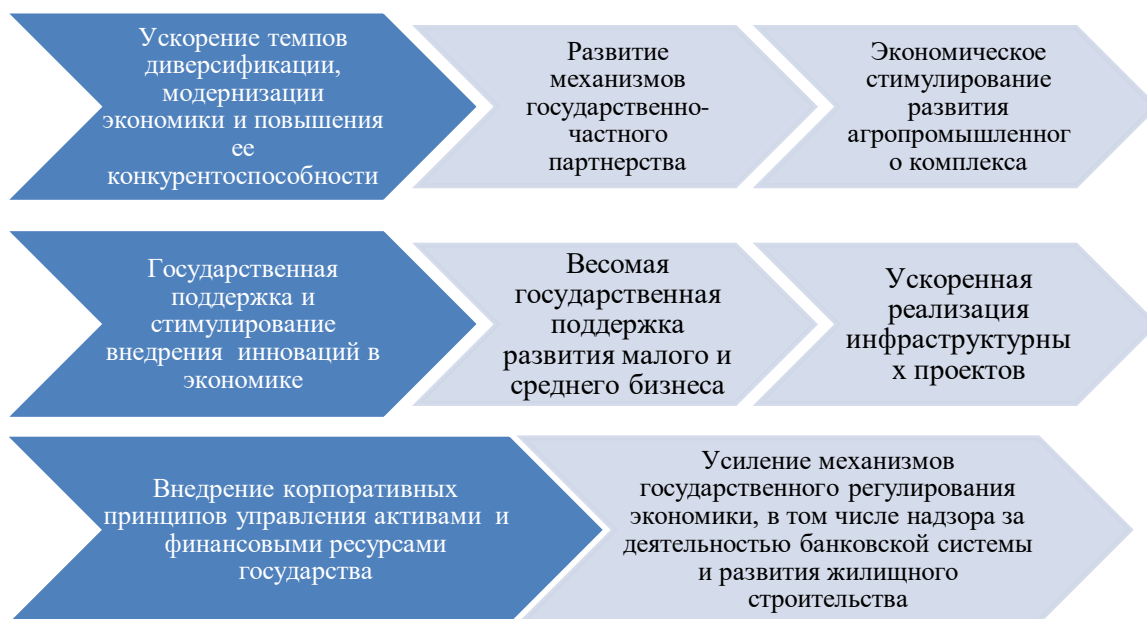 Ускорение темпов
диверсификации,
модернизации
экономики и повышения
ее
конкурентоспособности
Развитие
механизмов
государственно-
частного
партнерства
Экономическое
стимулирование
развития
агропромышленног
о комплекса
Государственная
поддержка и
стимулирование
внедрения инноваций в
экономике
Весомая
государственная
поддержка
развития малого и
среднего бизнеса
Ускоренная
реализация
инфраструктурны
х проектов
Внедрение корпоративных
принципов управления активами и
финансовыми ресурсами
государства
Усиление механизмов
государственного регулирования
экономики, в том числе надзора за
деятельностью банковской системы
и развития жилищного
строительства